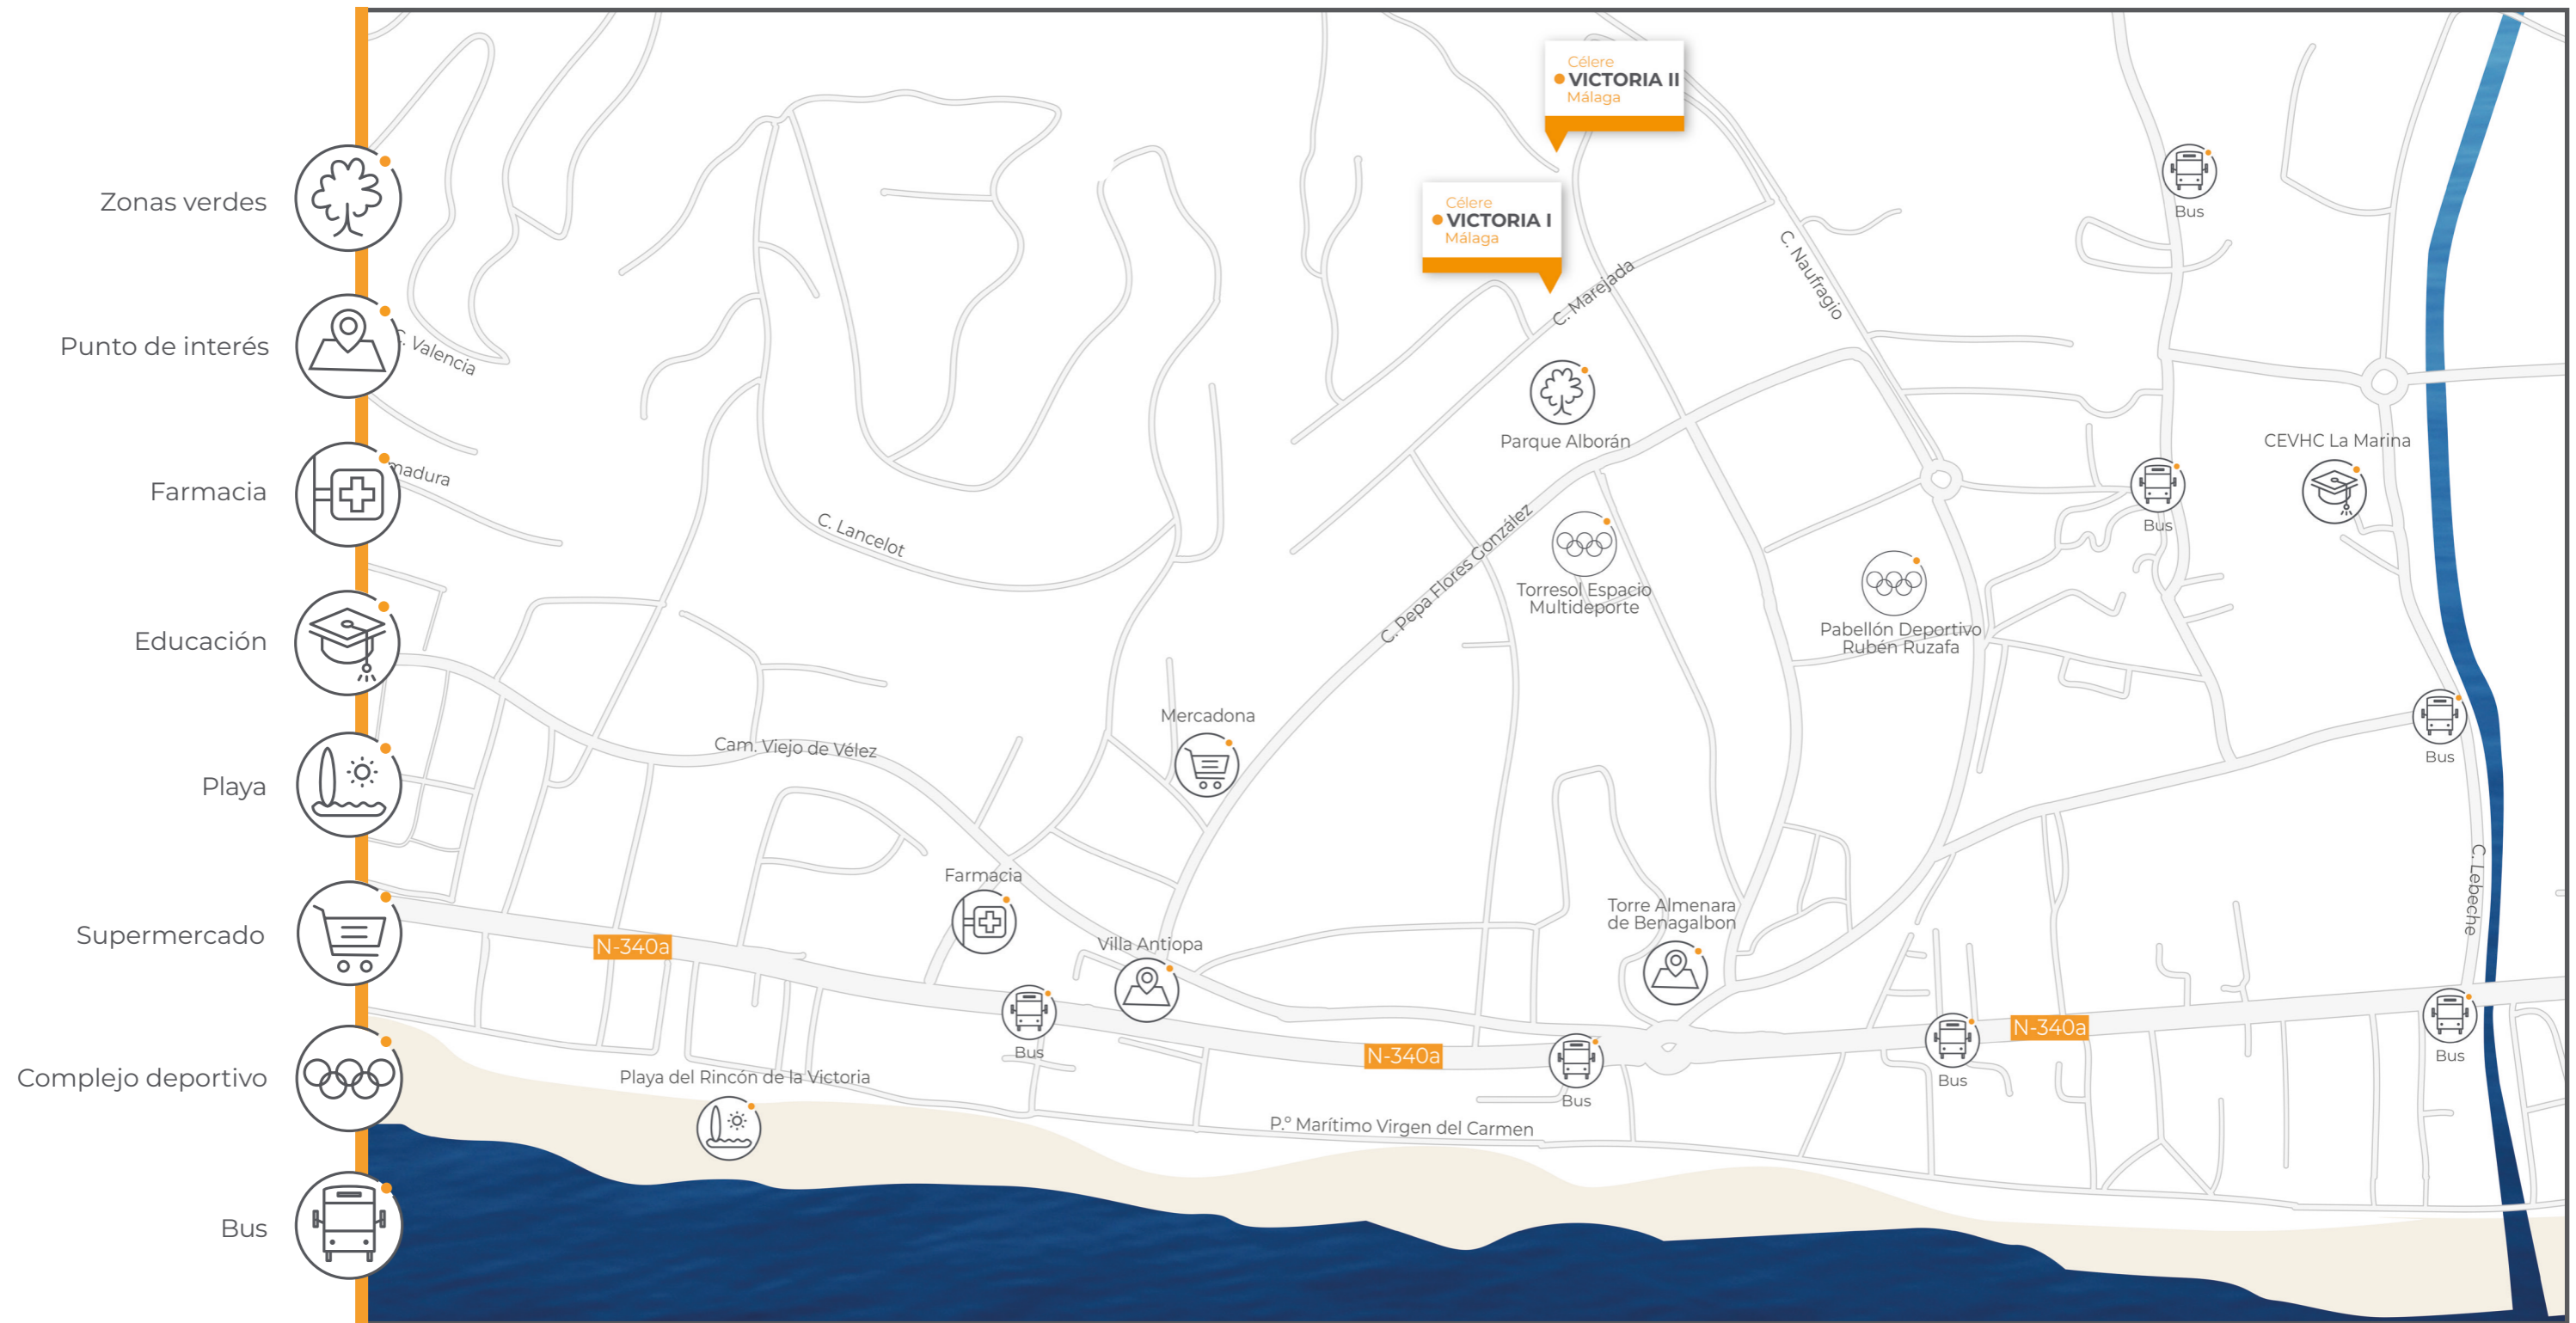 Zonas verdes
Punto de interés
Farmacia
Educación
Playa
Supermercado
Complejo deportivo
Bus
Célere
VICTORIA II
Málaga
Célere
VICTORIA I
Málaga
Bus
C. Marejada
C. Naufragio
C. Valencia
Parque Alborán
CEVHC La Marina
madura
Bus
C. Lancelot
C. Pepa Flores González
Torresol Espacio
Multideporte
Pabellón Deportivo
Rubén Ruzafa
Mercadona
Cam. Viejo de Vélez
Bus
Farmacia
C. Lebeche
Torre Almenara
de Benagalbon
Villa Antiopa
N-340a
Bus
N-340a
Bus
N-340a
Bus
Bus
Playa del Rincón de la Victoria
P.º Marítimo Virgen del Carmen